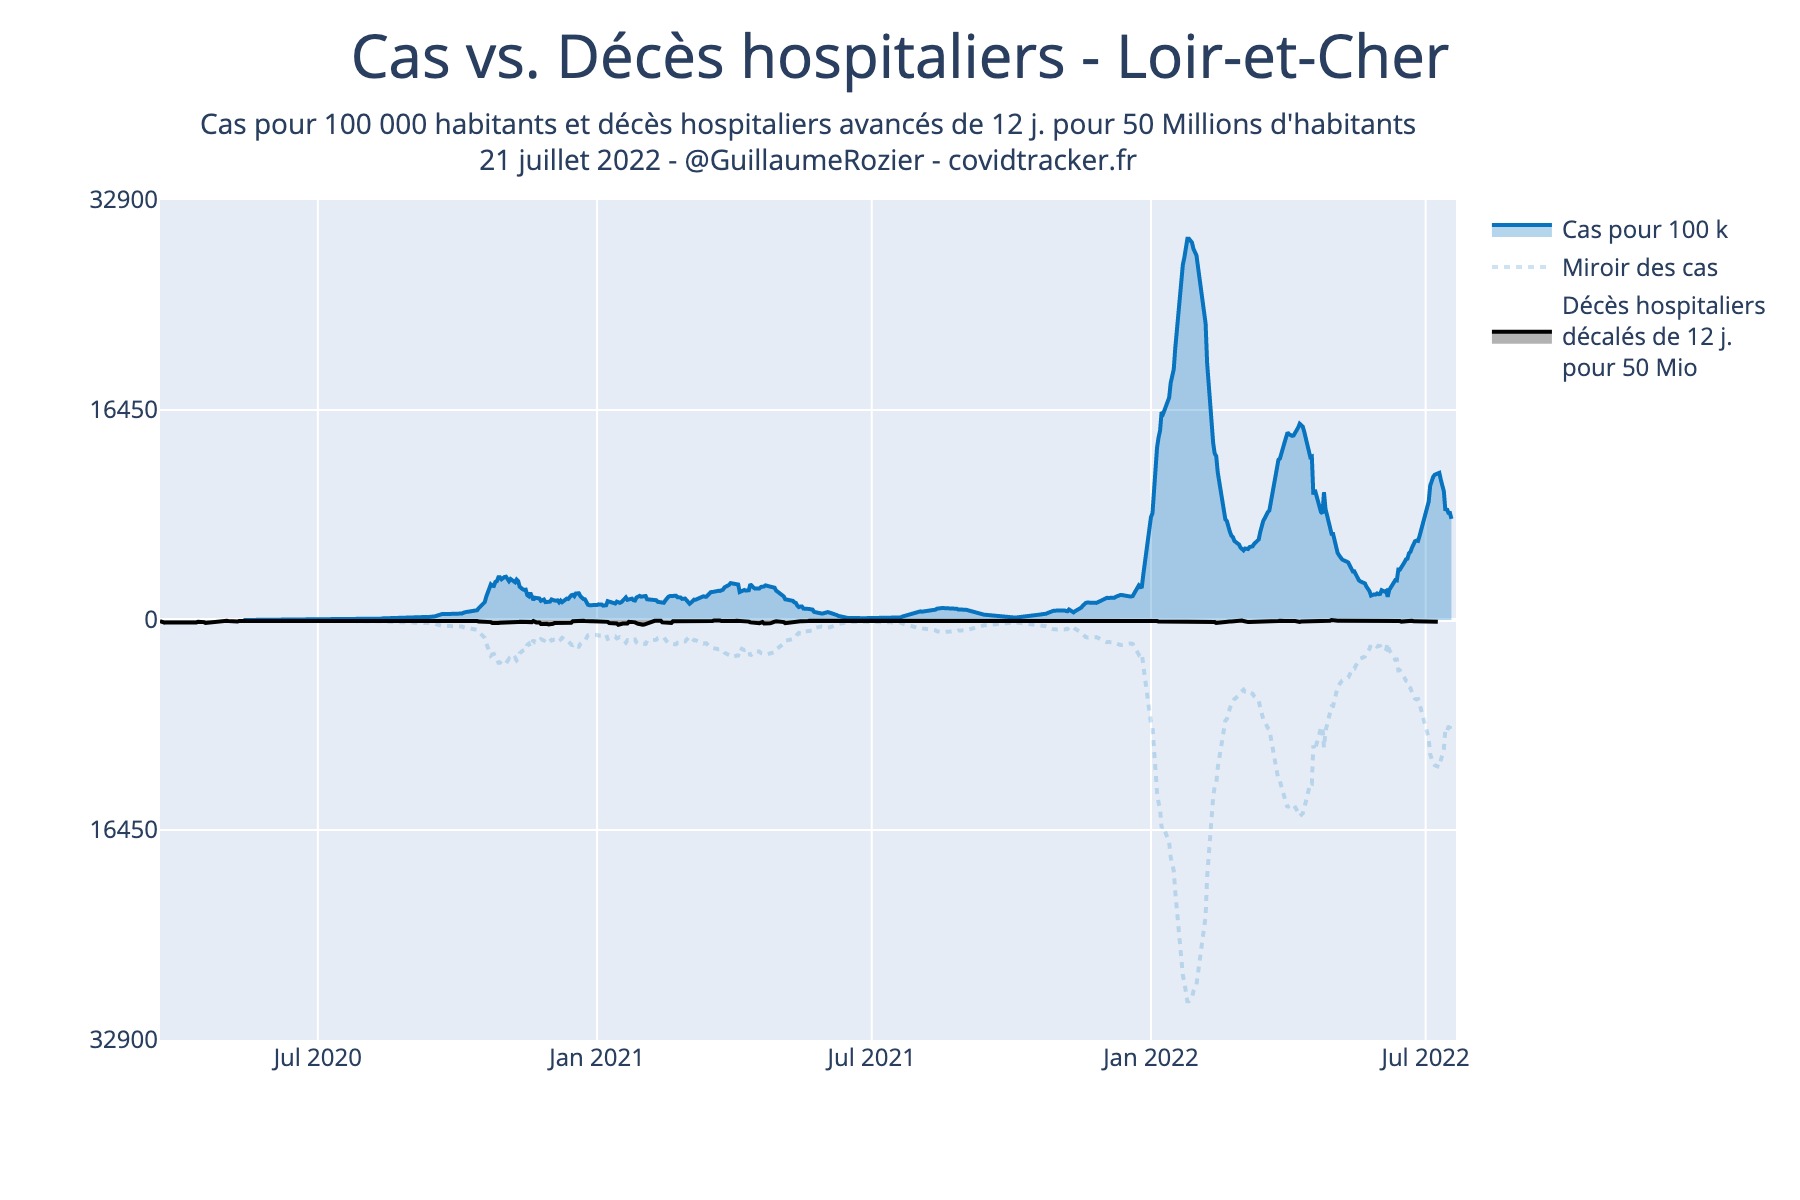 Cas vs. Décès hospitaliers - Loir-et-Cher
Cas pour 100 000 habitants et décès hospitaliers avancés de 12 j. pour 50 Millions d'habitants
21 juillet 2022 - @GuillaumeRozier - covidtracker.fr
32900
16450
0
16450
32900
Jul 2020
Jan 2021
Jul 2021
Jan 2022
Jul 2022
Cas pour 100 k
Miroir des cas
Décès hospitaliers
décalés de 12 j.
pour 50 Mio